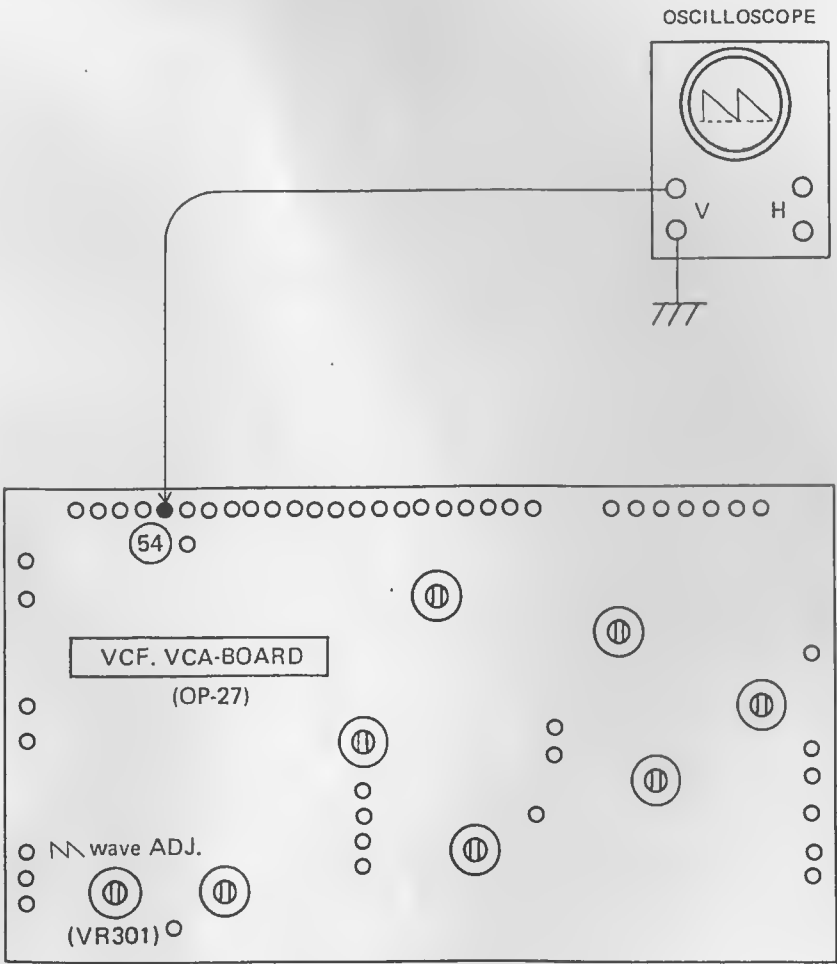 OSCILLOSCOPE
V H
54
VCF. VCA-BOARD
(OP-27)
wave ADJ.
(VR301)